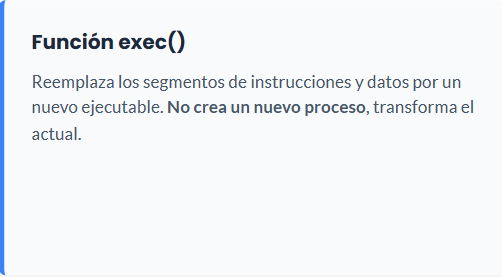 Función exec()
Reemplaza los segmentos de instrucciones y datos por un
nuevo ejecutable. No crea un nuevo proceso, transforma el
actual.